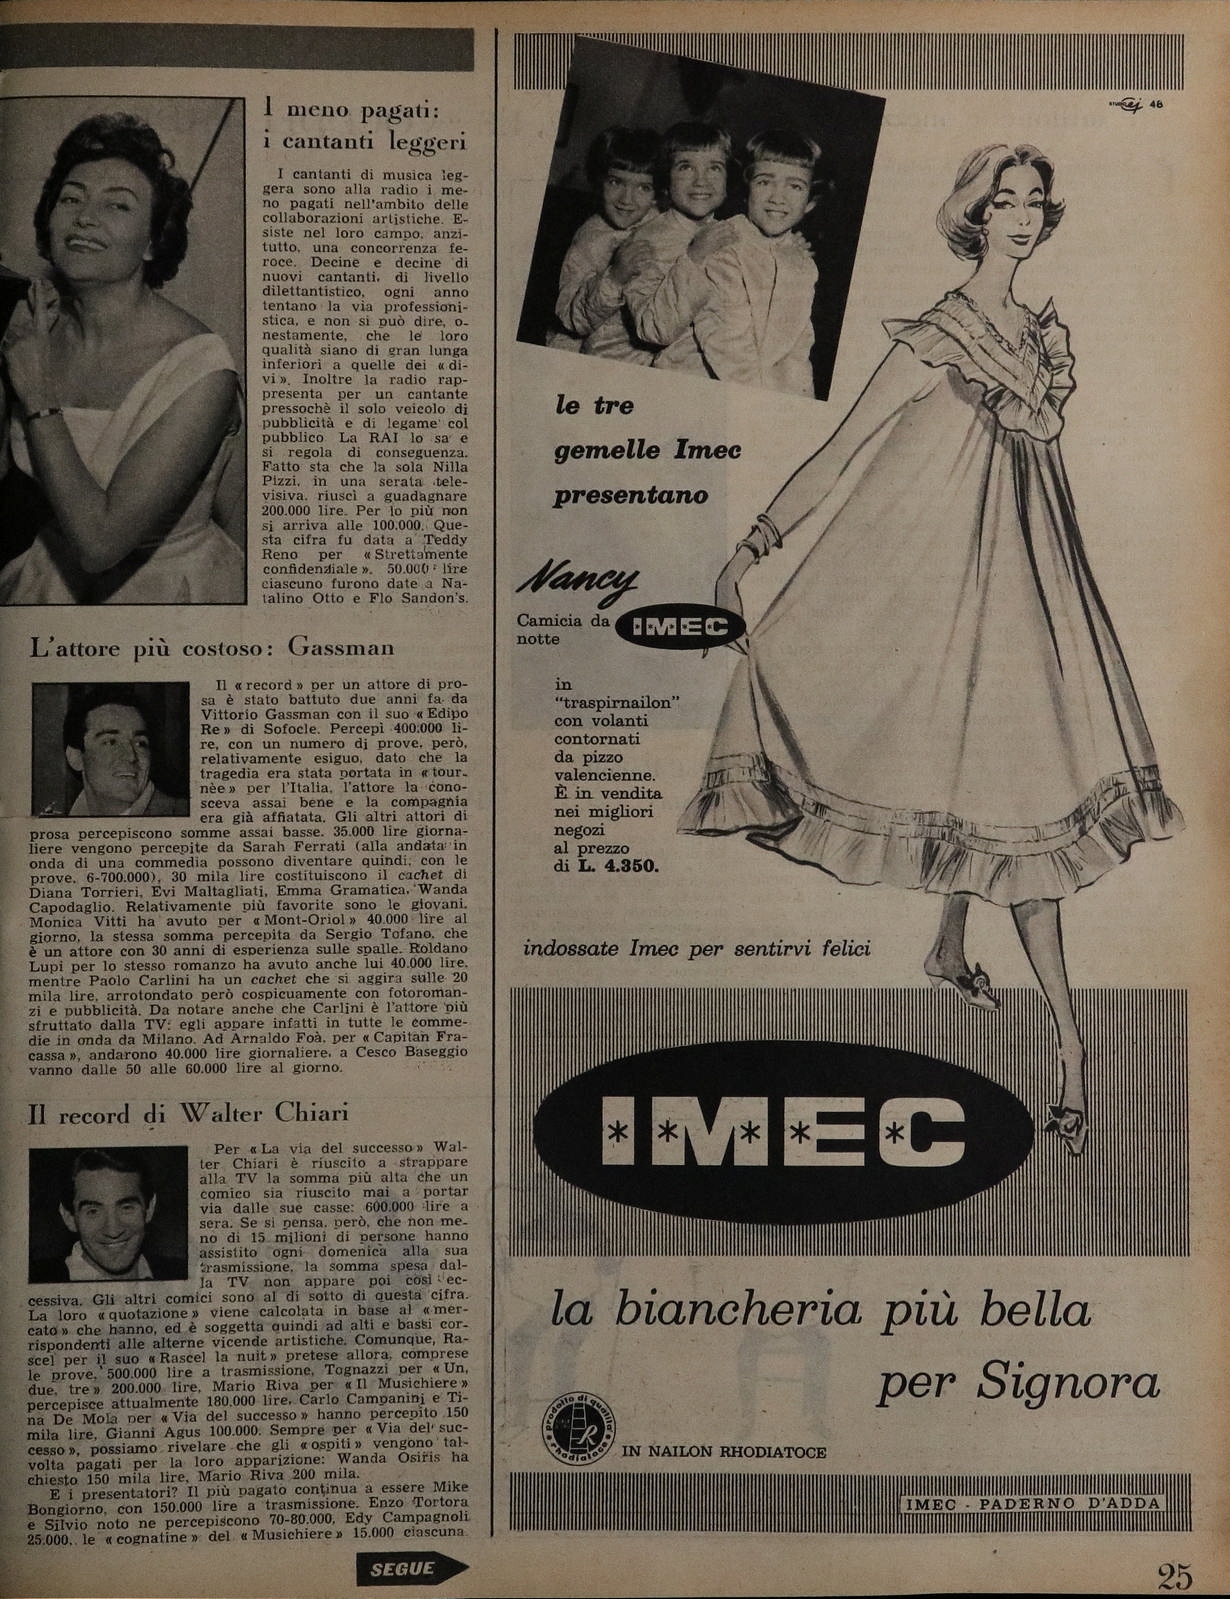 I meno pagati:
i cantanti leggeri
I cantanti di musica leg-
gera sono alla radio i me-
no pagati nell'ambito delle
collaborazioni artistiche. E-
siste nel loro campo, anzi-
tutto, una concorrenza fe-
roce. Decine e decine di
nuovi cantanti, di livello
dilettantistico, ogni anno
tentano la via professioni-
stica, e non si può dire, o-
nestamente, che le loro
qualità siano di gran lunga
inferiori a quelle dei «di-
vi». Inoltre la radio rap-
presenta per un cantante
pressochè il solo veicolo di
pubblicità e di legame col
pubblico La RAI lo sa e
si regola di conseguenza.
Fatto sta che la sola Nilla
Pizzi, in una serata tele-
visiva, riuscì a guadagnare
200.000 lire. Per lo più non
si arriva alle 100.000. Que-
sta cifra fu data a Teddy
Reno per «Strettamente
confidenziale». 50.000 lire
ciascuno furono date a Na-
talino Otto e Flo Sandon's.
L'attore più costoso: Gassman
Il «record» per un attore di pro-
sa è stato battuto due anni fa da
Vittorio Gassman con il suo «Edipo
Re» di Sofocle. Percepì 400.000 li-
re, con un numero di prove, però,
relativamente esiguo, dato che la
tragedia era stata portata in «tour-
nèe» per l'Italia, l'attore la cono-
sceva assai bene e la compagnia
era già affiatata. Gli altri attori di
prosa percepiscono somme assai basse. 35.000 lire giorna-
liere vengono percepite da Sarah Ferrati (alla andata in
onda di una commedia possono diventare quindi, con le
prove, 6-700.000), 30 mila lire costituiscono il cachet di
Diana Torrieri, Evi Maltagliati, Emma Gramatica, Wanda
Capodaglio. Relativamente più favorite sono le giovani.
Monica Vitti ha avuto per «Mont-Oriol» 40.000 lire al
giorno, la stessa somma percepita da Sergio Tofano, che
è un attore con 30 anni di esperienza sulle spalle. Roldano
Lupi per lo stesso romanzo ha avuto anche lui 40.000 lire,
mentre Paolo Carlini ha un cachet che si aggira sulle 20
mila lire, arrotondato però cospicuamente con fotoroman-
zi e pubblicità. Da notare anche che Carlini è l'attore più
sfruttato dalla TV: egli appare infatti in tutte le comme-
die in onda da Milano. Ad Arnaldo Foà, per «Capitan Fra-
cassa», andarono 40.000 lire giornaliere, a Cesco Baseggio
vanno dalle 50 alle 60.000 lire al giorno.
Il record di Walter Chiari
Per «La via del successo» Wal-
ter Chiari è riuscito a strappare
alla TV la somma più alta che un
comico sia riuscito mai a portar
via dalle sue casse: 600.000 lire a
sera. Se si pensa, però, che non me-
no di 15 milioni di persone hanno
assistito ogni domenica alla sua
trasmissione, la somma spesa dal-
la TV non appare poi così ec-
cessiva. Gli altri comici sono al di sotto di questa cifra.
La loro «quotazione» viene calcolata in base al «mer-
cato» che hanno, ed è soggetta quindi ad alti e bassi cor-
rispondenti alle alterne vicende artistiche. Comunque, Ra-
scel per il suo «Rascel la nuit» pretese allora, comprese
le prove, 500.000 lire a trasmissione, Tognazzi per «Un,
due, tre» 200.000 lire, Mario Riva per «Il Musichiere»
percepisce attualmente 180.000 lire, Carlo Campanini e Ti-
na De Mola per «Via del successo» hanno percepito 150
mila lire, Gianni Agus 100.000. Sempre per «Via del suc-
cesso», possiamo rivelare che gli «ospiti» vengono tal-
volta pagati per la loro apparizione: Wanda Osiris ha
chiesto 150 mila lire, Mario Riva 200 mila.
E i presentatori? Il più pagato continua a essere Mike
Bongiorno, con 150.000 lire a trasmissione. Enzo Tortora
e Silvio noto ne percepiscono 70-80.000, Edy Campagnoli
25.000, le «cognatine» del «Musichiere» 15.000 ciascuna.
SEGUE
STUDIO ej 48
le tre
gemelle Imec
presentano
Nancy
Camicia da
notte
IMEC
in
"traspirnailon"
con volanti
contornati
da pizzo
valencienne.
È in vendita
nei migliori
negozi
al prezzo
di L. 4.350.
indossate Imec per sentirvi felici
I*M*E*C
la biancheria più bella
per Signora
prodotto di qualità
R
rhodiatoce
IN NAILON RHODIATOCE
IMEC - PADERNO D'ADDA
25